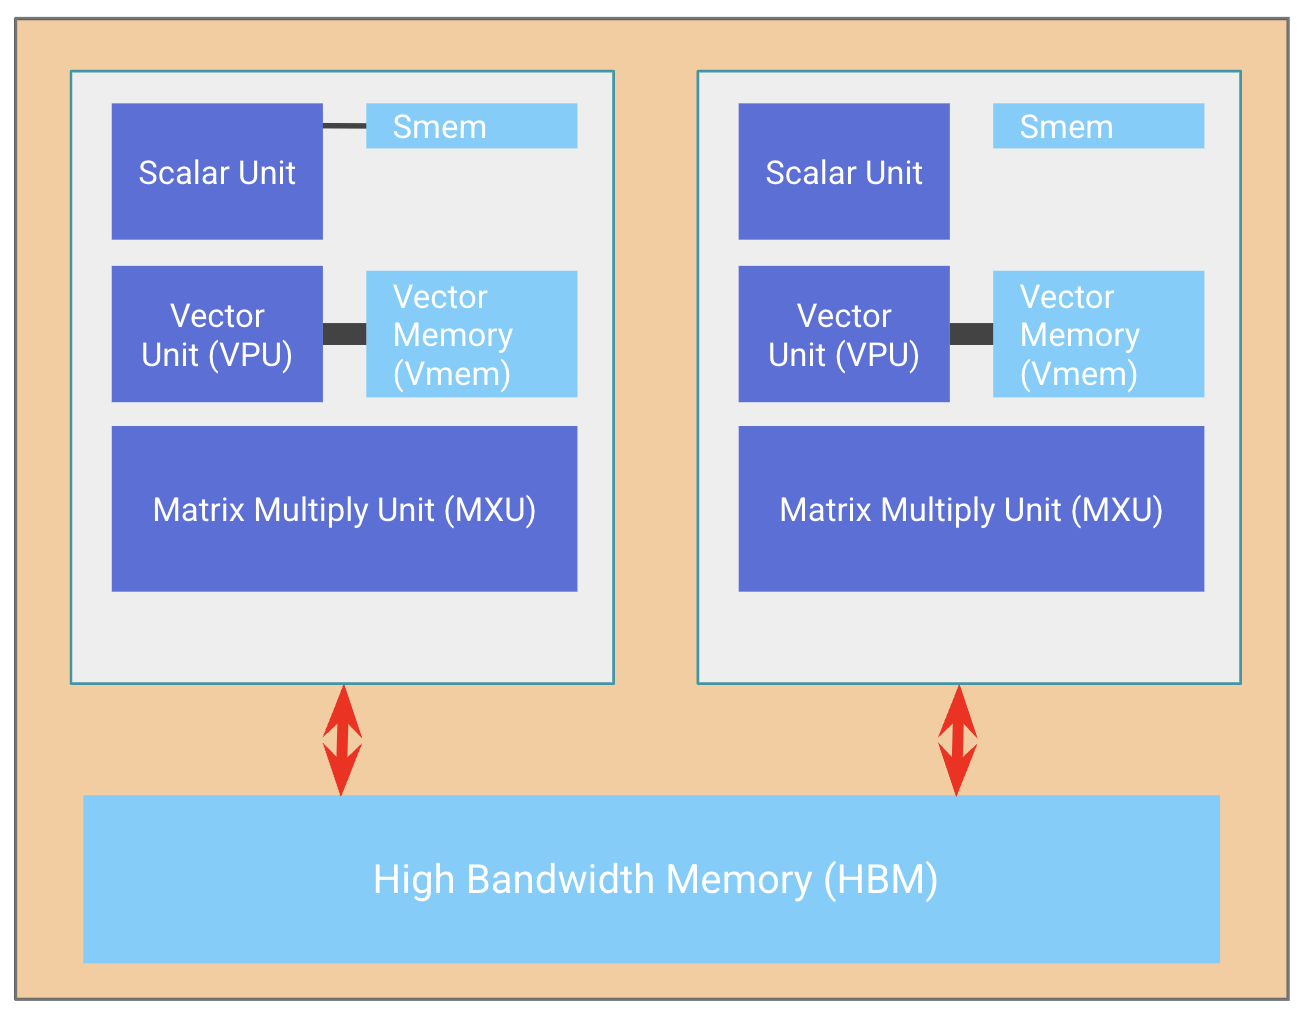 Scalar Unit
Smem
Vector
Unit (VPU)
Vector
Memory
(Vmem)
Matrix Multiply Unit (MXU)
Scalar Unit
Smem
Vector
Unit (VPU)
Vector
Memory
(Vmem)
Matrix Multiply Unit (MXU)
High Bandwidth Memory (HBM)